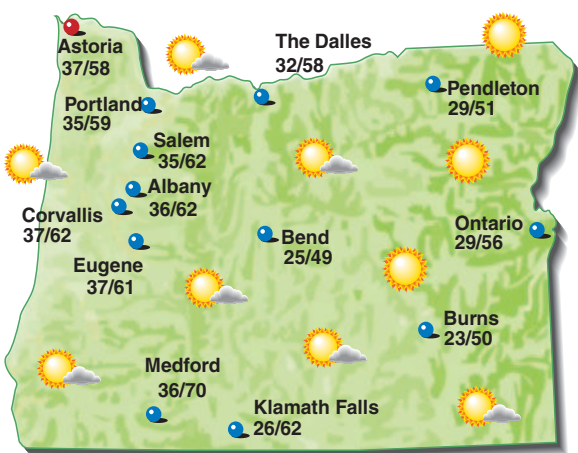 Astoria
37/58
The Dalles
32/58
Pendleton
29/51
Portland
35/59
Salem
35/62
Albany
36/62
Corvallis
37/62
Eugene
37/61
Bend
25/49
Ontario
29/56
Burns
23/50
Medford
36/70
Klamath Falls
26/62